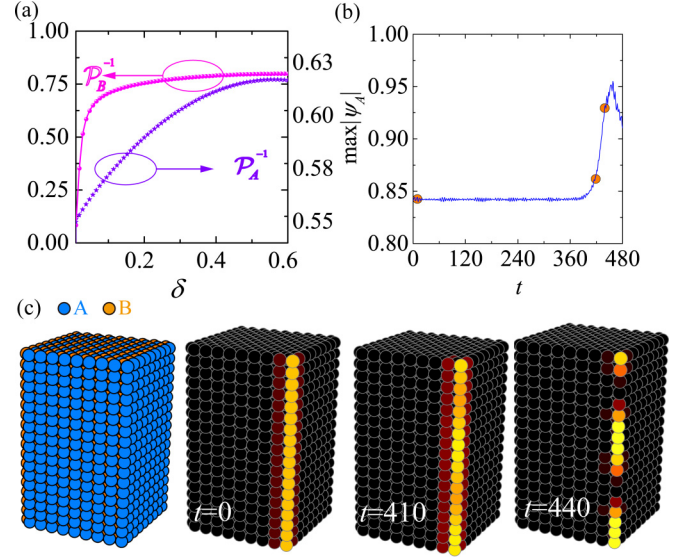 (a)
1.00
0.75
0.50
0.25
0.00
𝒫_B^{-1}
𝒫_A^{-1}
0.63
0.60
0.58
0.55
0.0 0.2 0.4 0.6
δ
(b)
1.00
0.95
0.90
0.85
0.80
max|ψ_A|
0 120 240 360 480
t
(c) A B
t=0 t=410 t=440